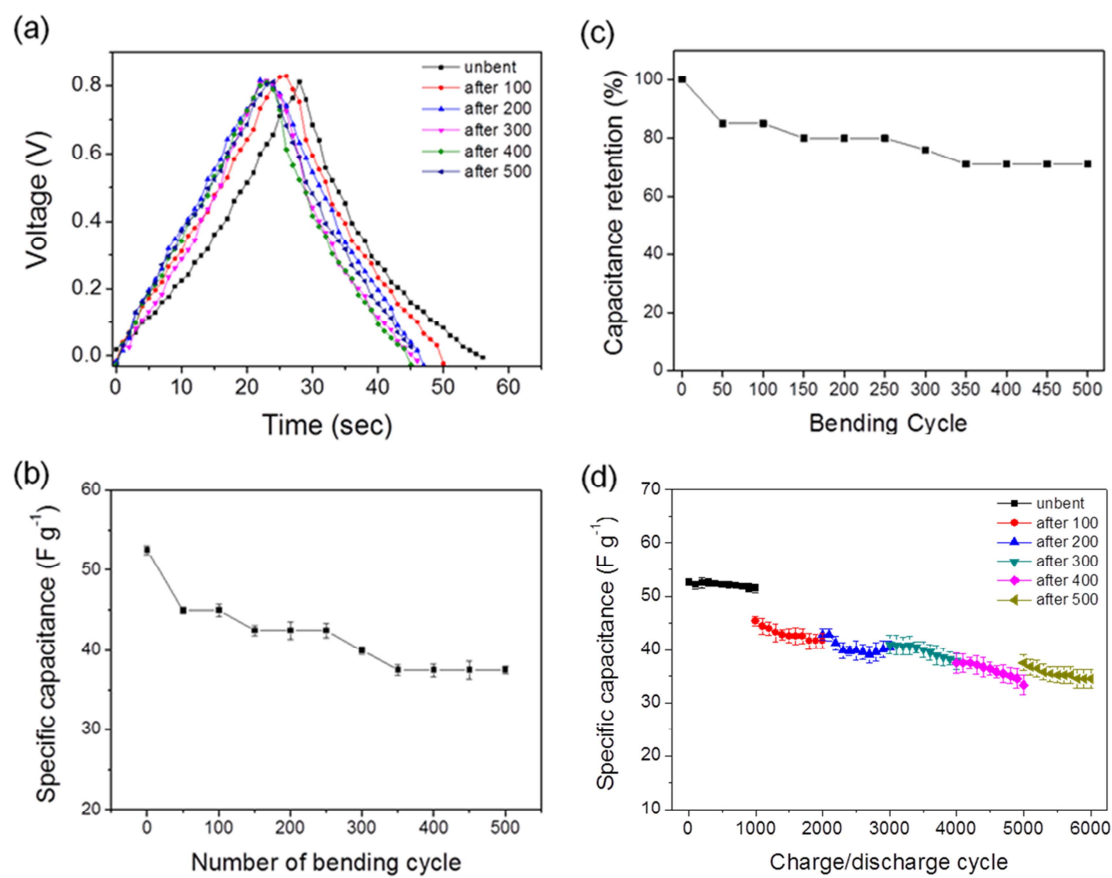 (a)
Voltage (V)
0.8
0.6
0.4
0.2
0.0
0 10 20 30 40 50 60
Time (sec)
unbent
after 100
after 200
after 300
after 400
after 500
(c)
Capacitance retention (%)
100
80
60
40
20
0
0 50 100 150 200 250 300 350 400 450 500
Bending Cycle
(b)
Specific capacitance (F g-1)
60
50
40
30
20
0 100 200 300 400 500
Number of bending cycle
(d)
Specific capacitance (F g-1)
70
60
50
40
30
20
10
0 1000 2000 3000 4000 5000 6000
Charge/discharge cycle
unbent
after 100
after 200
after 300
after 400
after 500